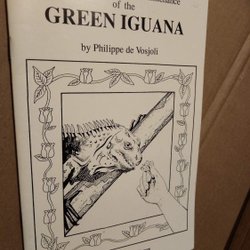 of the
GREEN IGUANA
by Philippe de Vosjoli